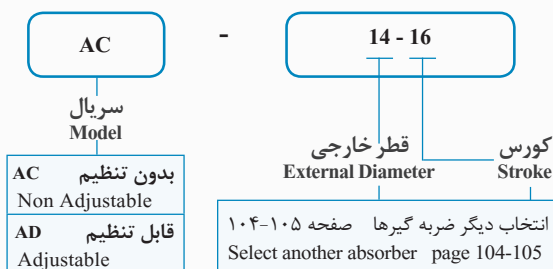 AC - 14 - 16
سریال
Model
قطر خارجی
External Diameter
کورس
Stroke
بدون تنظیم AC
Non Adjustable
قابل تنظیم AD
Adjustable
انتخاب دیگر ضربه گیرها صفحه ۱۰۵-۱۰۴
Select another absorber page 104-105